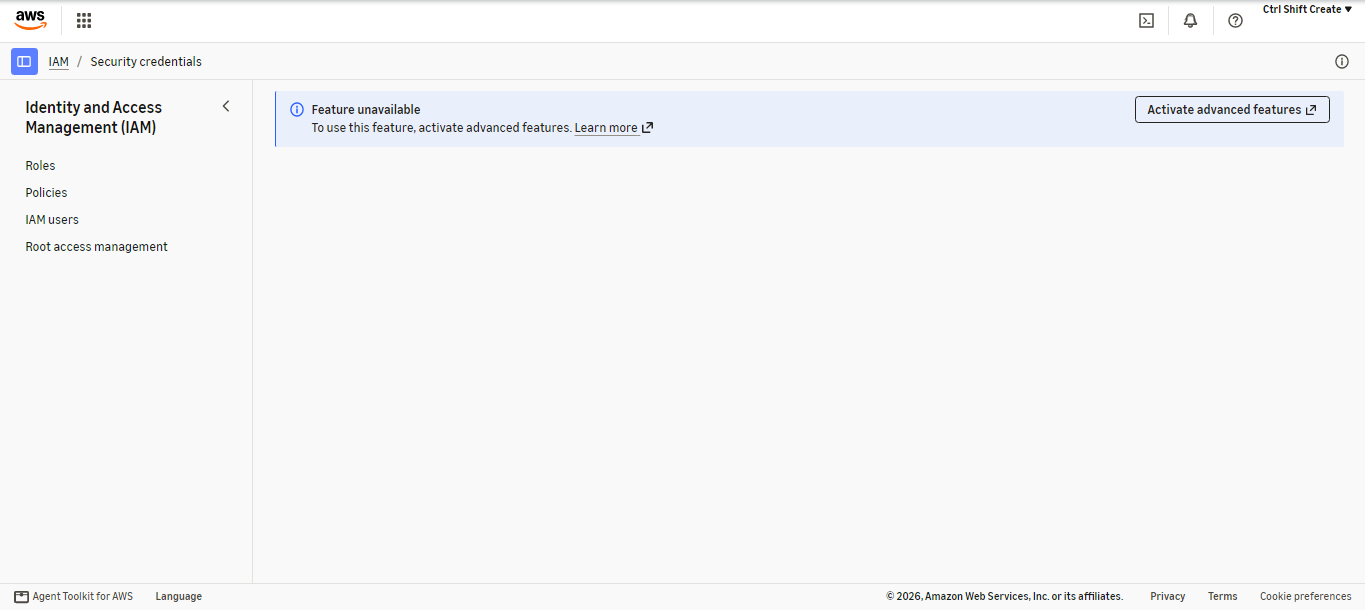 aws
Ctrl Shift Create
IAM / Security credentials
Identity and Access
Management (IAM)
Roles
Policies
IAM users
Root access management
Feature unavailable
To use this feature, activate advanced features. Learn more
Activate advanced features
Agent Toolkit for AWS
Language
© 2026, Amazon Web Services, Inc. or its affiliates.
Privacy
Terms
Cookie preferences